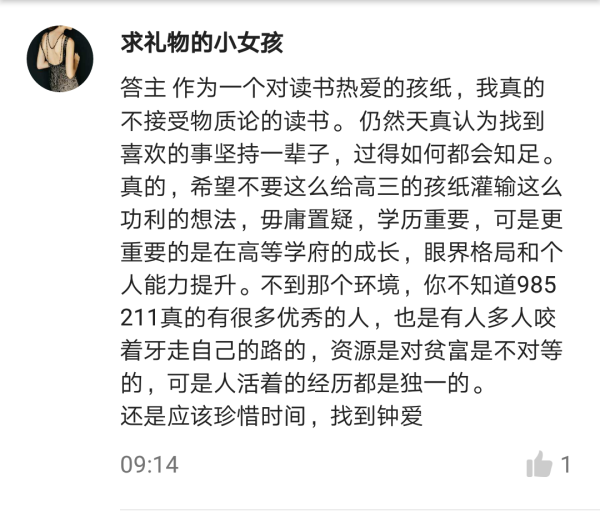 求礼物的小女孩
答主 作为一个对读书热爱的孩纸，我真的
不接受物质论的读书。仍然天真认为找到
喜欢的事坚持一辈子，过得如何都会知足。
真的，希望不要这么给高三的孩纸灌输这么
功利的想法，毋庸置疑，学历重要，可是更
重要的是在高等学府的成长，眼界格局和个
人能力提升。不到那个环境，你不知道985
211真的有很多优秀的人，也是有人多人咬
着牙走自己的路的，资源是对贫富是不对等
的，可是人活着的经历都是独一的。
还是应该珍惜时间，找到钟爱
09:14
1